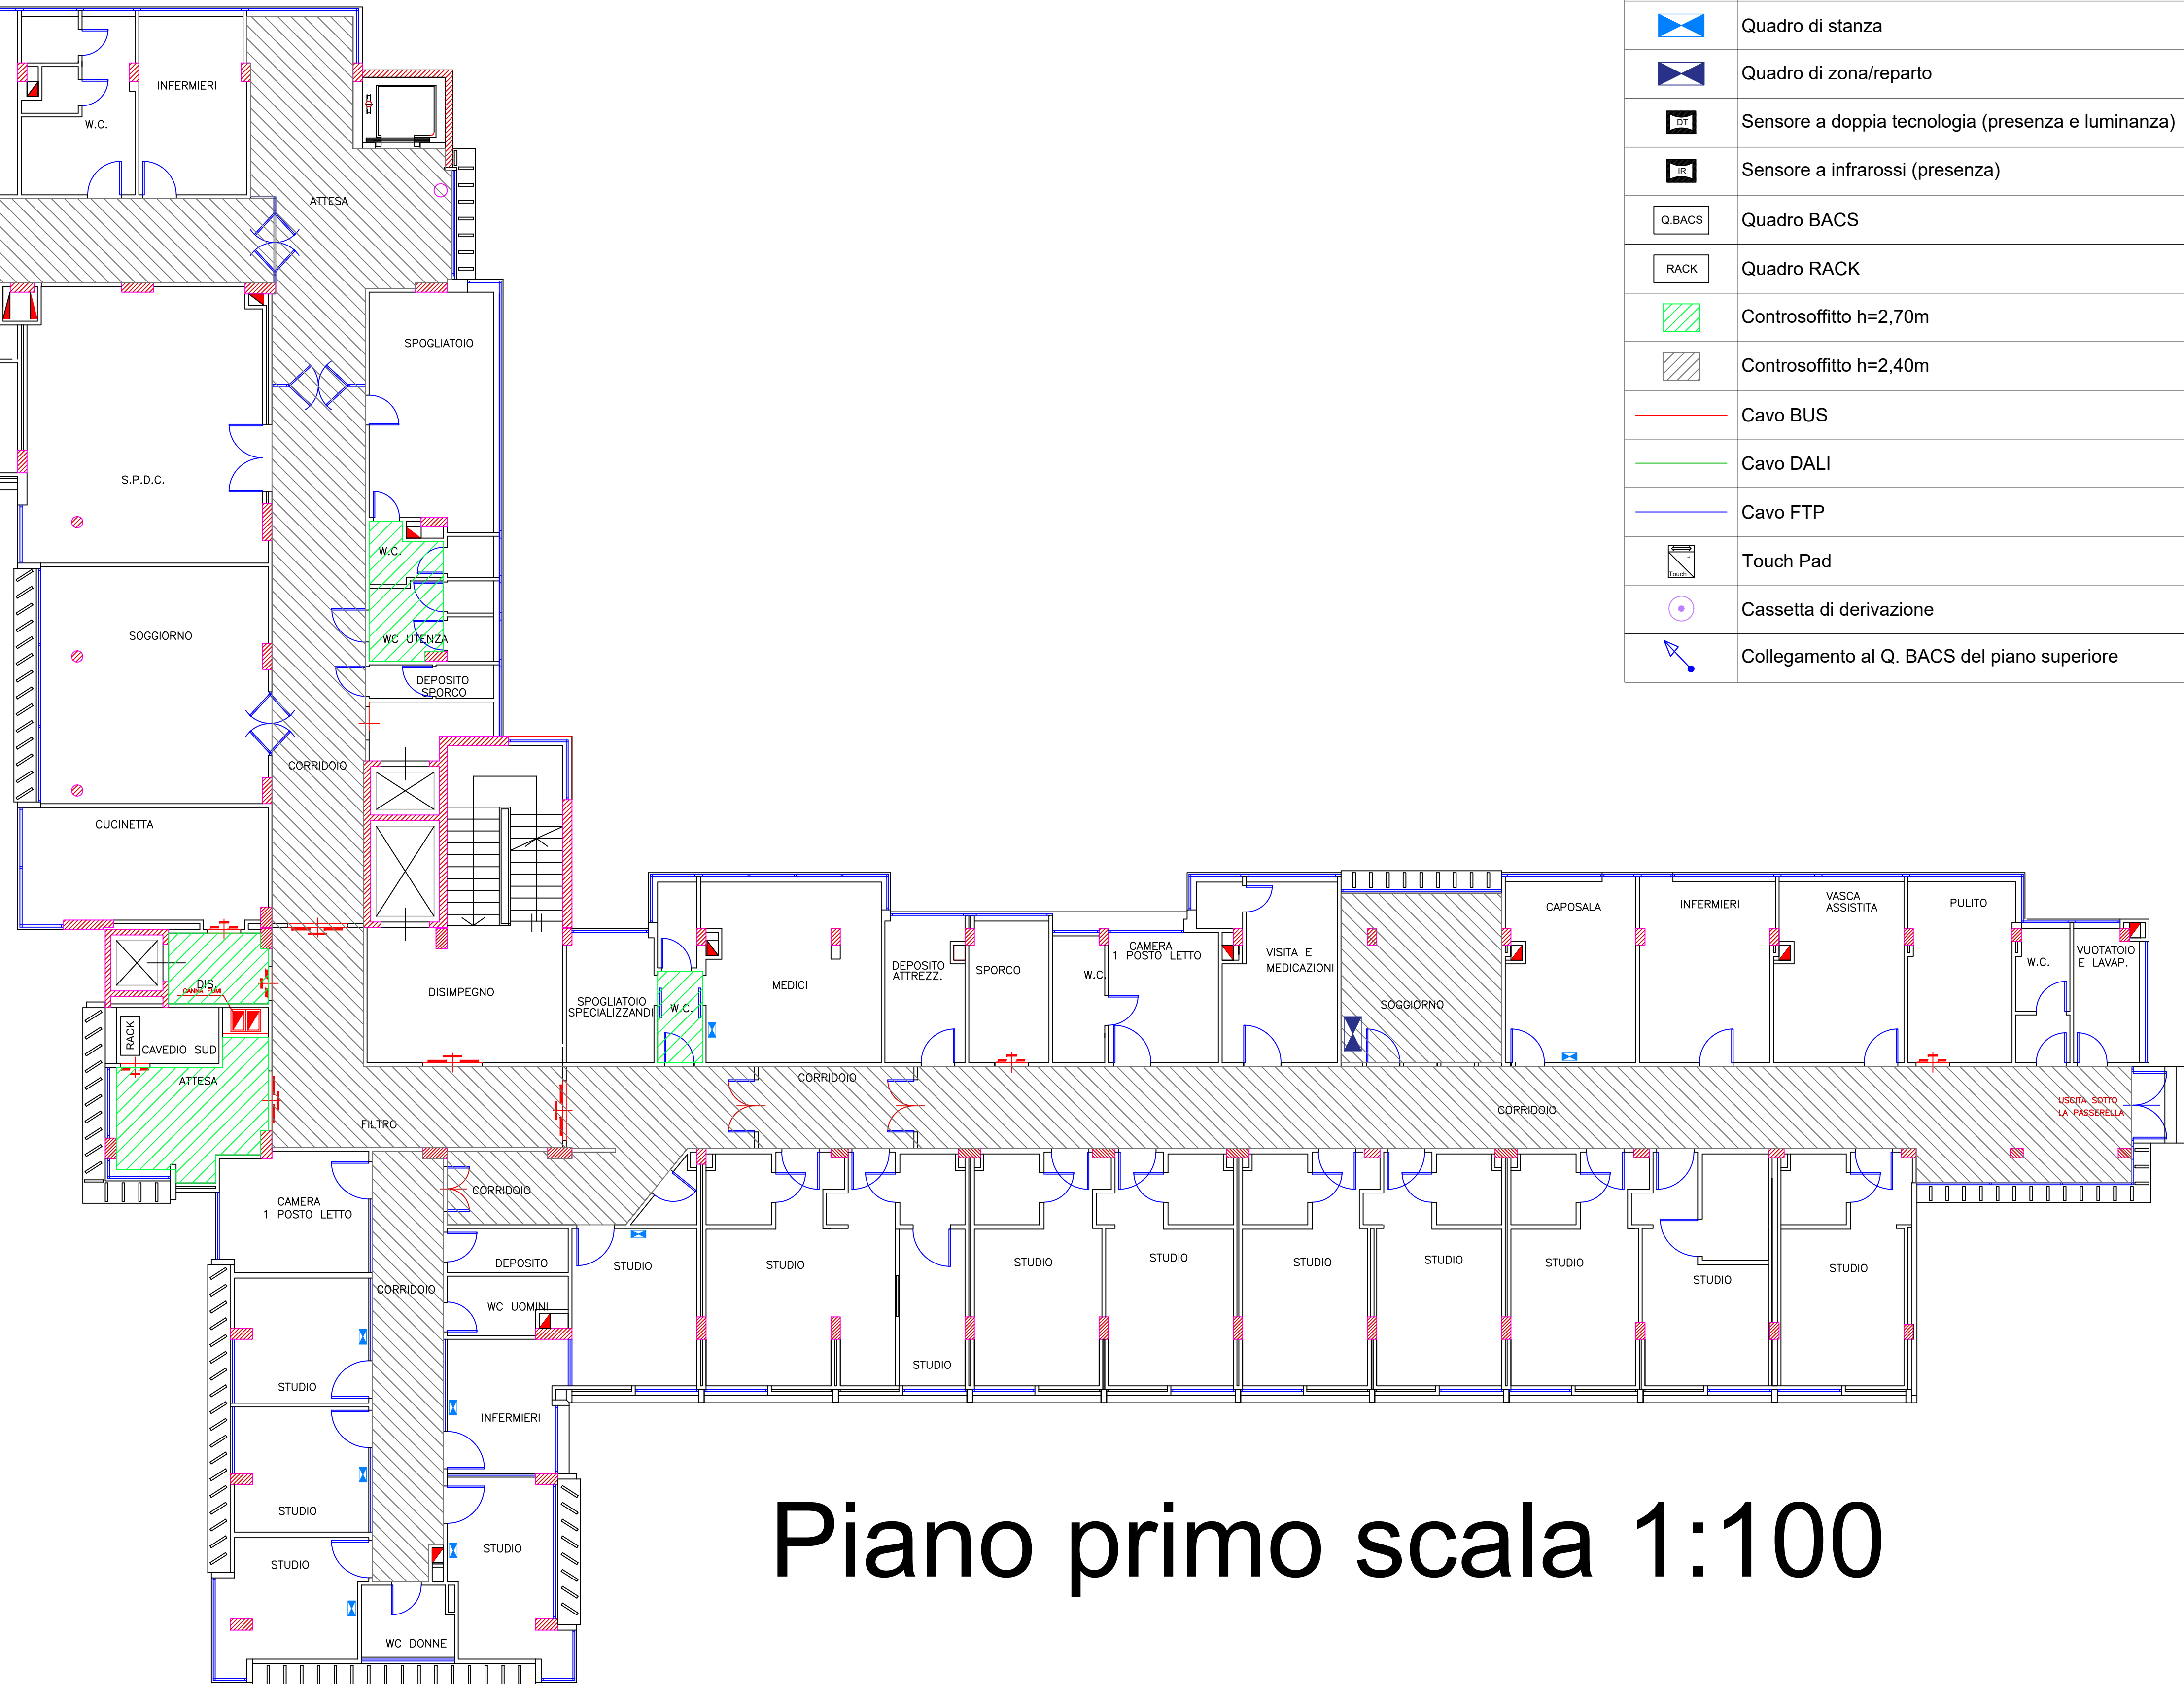 Quadro di stanza
Quadro di zona/reparto
DT
Sensore a doppia tecnologia (presenza e luminanza)
IR
Sensore a infrarossi (presenza)
Q.BACS
Quadro BACS
RACK
Quadro RACK
Controsoffitto h=2,70m
Controsoffitto h=2,40m
Cavo BUS
Cavo DALI
Cavo FTP
Touch
Touch Pad
Cassetta di derivazione
Collegamento al Q. BACS del piano superiore
INFERMIERI
W.C.
ATTESA
SPOGLIATOIO
S.P.D.C.
W.C.
SOGGIORNO
WC UTENZA
DEPOSITO
SPORCO
CORRIDOIO
CUCINETTA
DIS.
CANNA FUMI
RACK
CAVEDIO SUD
ATTESA
DISIMPEGNO
SPOGLIATOIO
SPECIALIZZANDI
W.C.
MEDICI
DEPOSITO
ATTREZZ.
SPORCO
W.C.
CAMERA
1 POSTO LETTO
VISITA E
MEDICAZIONI
SOGGIORNO
CAPOSALA
INFERMIERI
VASCA
ASSISTITA
PULITO
W.C.
VUOTATOIO
E LAVAP.
FILTRO
CORRIDOIO
CORRIDOIO
USCITA SOTTO
LA PASSERELLA
CAMERA
1 POSTO LETTO
CORRIDOIO
CORRIDOIO
DEPOSITO
WC UOMINI
STUDIO
STUDIO
STUDIO
STUDIO
STUDIO
STUDIO
STUDIO
STUDIO
STUDIO
STUDIO
STUDIO
INFERMIERI
STUDIO
STUDIO
STUDIO
WC DONNE
Piano primo scala 1:100